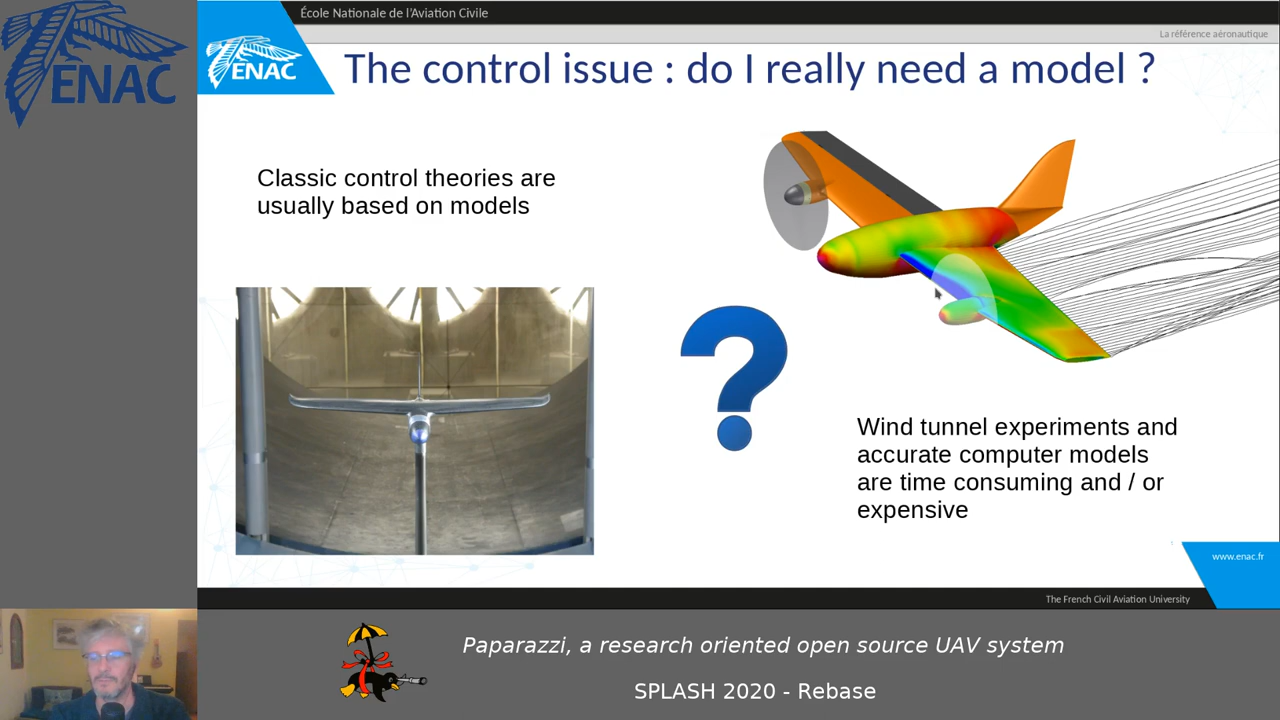 ENAC
École Nationale de l'Aviation Civile
La référence aéronautique
ENAC
The control issue : do I really need a model ?
Classic control theories are
usually based on models
?
Wind tunnel experiments and
accurate computer models
are time consuming and / or
expensive
www.enac.fr
The French Civil Aviation University
Paparazzi, a research oriented open source UAV system
SPLASH 2020 - Rebase